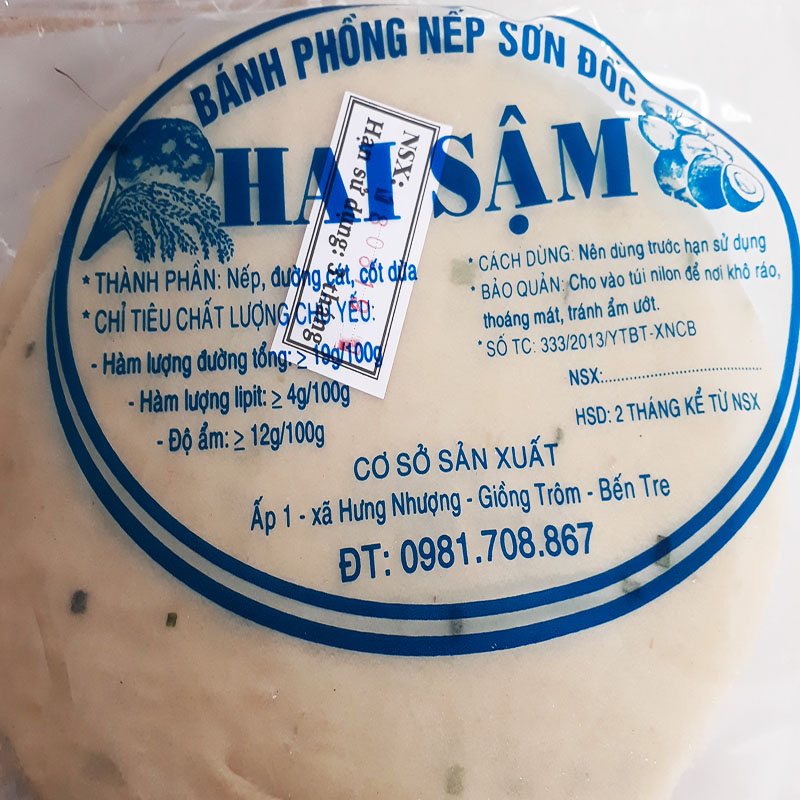 BÁNH PHỒNG NẾP SƠN ĐỐC
HAI SẬM
* THÀNH PHẦN: Nếp, đường cát, cốt dừa
* CHỈ TIÊU CHẤT LƯỢNG CHỦ YẾU:
- Hàm lượng đường tổng: ≥ 19g/100g
- Hàm lượng lipit: ≥ 4g/100g
- Độ ẩm: ≥ 12g/100g
* CÁCH DÙNG: Nên dùng trước hạn sử dụng
* BẢO QUẢN: Cho vào túi nilon để nơi khô ráo,
thoáng mát, tránh ẩm ướt.
* SỐ TC: 333/2013/YTBT-XNCB
NSX:
HSD: 2 THÁNG KỂ TỪ NSX
CƠ SỞ SẢN XUẤT
Ấp 1 - xã Hưng Nhượng - Giồng Trôm - Bến Tre
ĐT: 0981.708.867
NSX:
Hạn sử dụng: 3 tháng